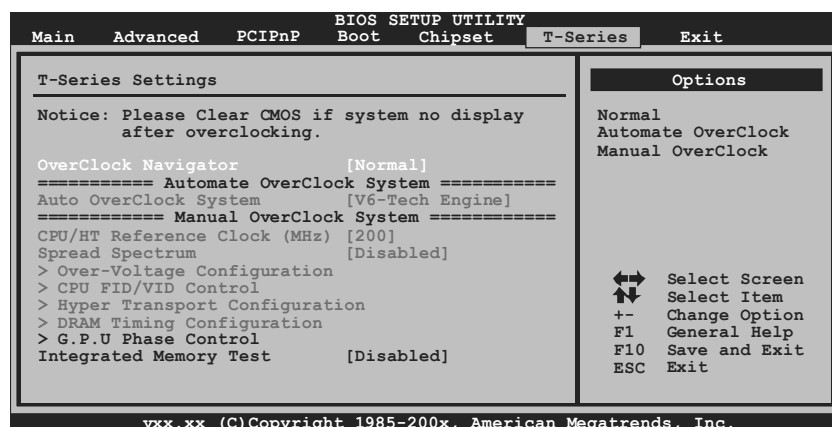 BIOS SETUP UTILITY
Main Advanced PCIPnP Boot Chipset T-Series Exit
T-Series Settings
Notice: Please Clear CMOS if system no display
after overclocking.
OverClock Navigator [Normal]
=========== Automate OverClock System ===========
Auto OverClock System [V6-Tech Engine]
============ Manual OverClock System ============
CPU/HT Reference Clock (MHz) [200]
Spread Spectrum [Disabled]
> Over-Voltage Configuration
> CPU FID/VID Control
> Hyper Transport Configuration
> DRAM Timing Configuration
> G.P.U Phase Control
Integrated Memory Test [Disabled]
Options
Normal
Automate OverClock
Manual OverClock
Select Screen
Select Item
+- Change Option
F1 General Help
F10 Save and Exit
ESC Exit
vxx.xx (C)Copyright 1985-200x, American Megatrends, Inc.